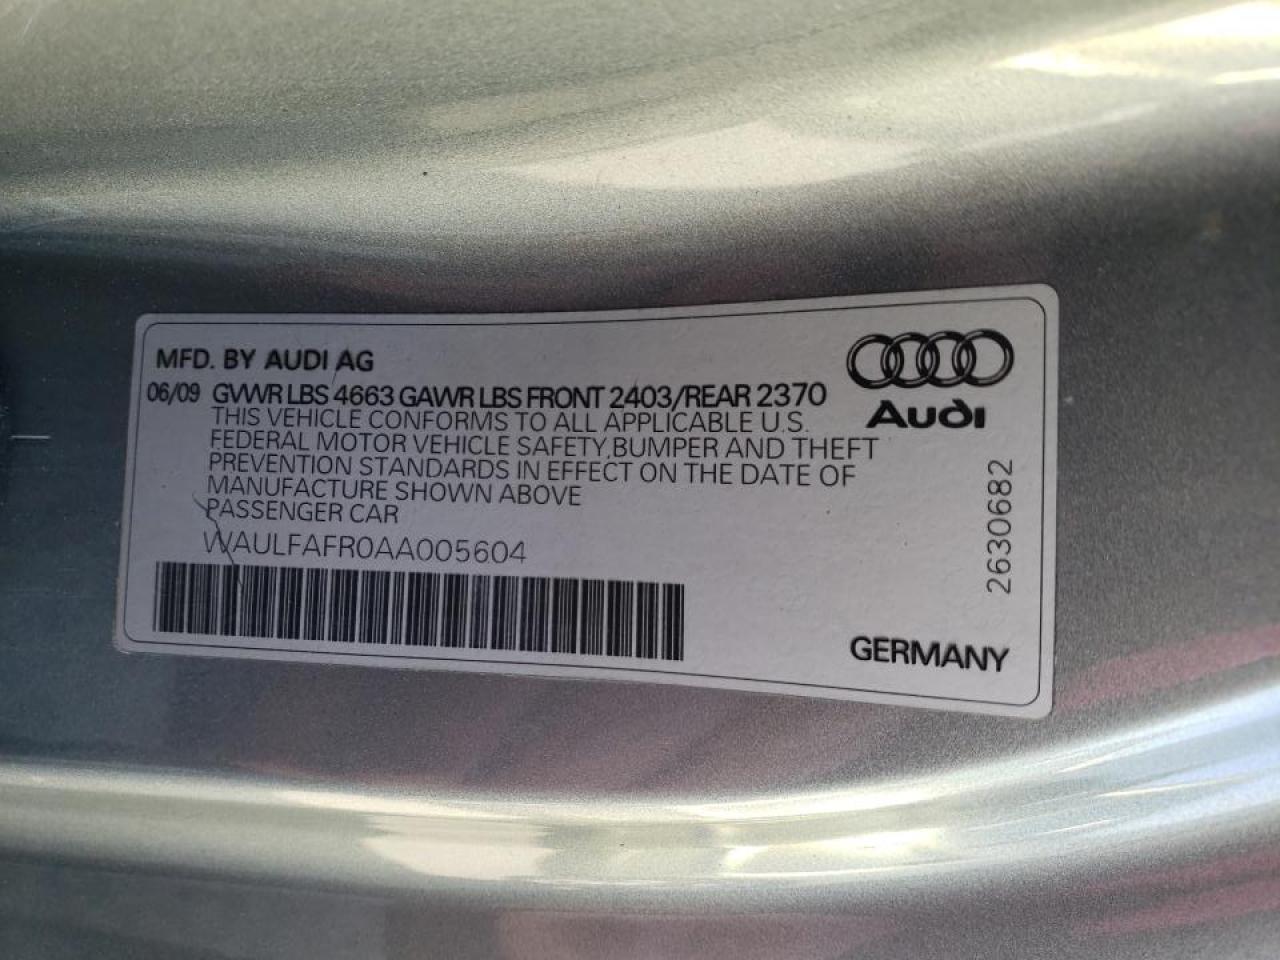 MFD. BY AUDI AG
06/09 GVWR LBS 4663 GAWR LBS FRONT 2403/REAR 2370
THIS VEHICLE CONFORMS TO ALL APPLICABLE U.S.
FEDERAL MOTOR VEHICLE SAFETY,BUMPER AND THEFT
PREVENTION STANDARDS IN EFFECT ON THE DATE OF
MANUFACTURE SHOWN ABOVE
PASSENGER CAR
WAULFAFR0AA005604
Audi
2630682
GERMANY